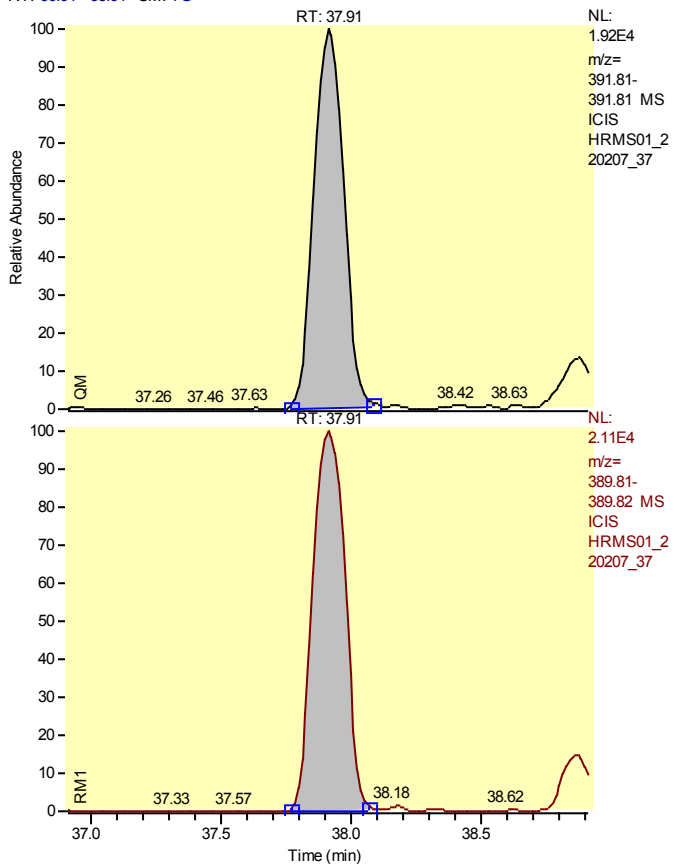 RT: 37.91
NL:
1.92E4
m/z=
391.81-
391.81 MS
ICIS
HRMS01_2
20207_37
100
90
80
70
60
50
40
30
20
10
0
Relative Abundance
QM
37.26
37.46
37.63
38.42
38.63
RT: 37.91
NL:
2.11E4
m/z=
389.81-
389.82 MS
ICIS
HRMS01_2
20207_37
100
90
80
70
60
50
40
30
20
10
0
RM1
37.33
37.57
38.18
38.62
37.0
37.5
38.0
38.5
Time (min)